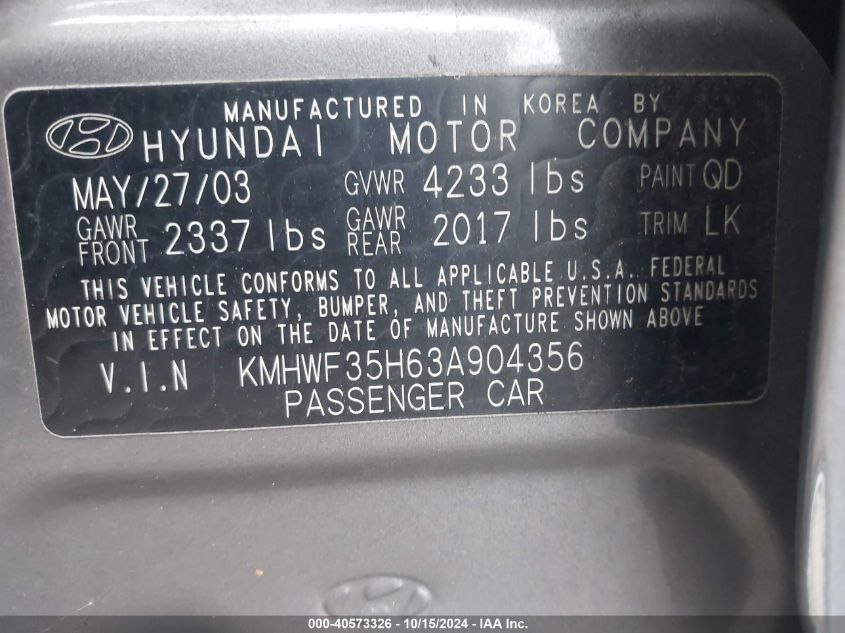 MANUFACTURED IN KOREA BY
HYUNDAI MOTOR COMPANY
MAY/27/03 GVWR 4233 lbs PAINT QD
GAWR FRONT 2337 lbs GAWR REAR 2017 lbs TRIM LK
THIS VEHICLE CONFORMS TO ALL APPLICABLE U.S.A. FEDERAL
MOTOR VEHICLE SAFETY, BUMPER, AND THEFT PREVENTION STANDARDS
IN EFFECT ON THE DATE OF MANUFACTURE SHOWN ABOVE
V.I.N KMHWF35H63A904356
PASSENGER CAR
000-40573326 - 10/15/2024 - IAA Inc.